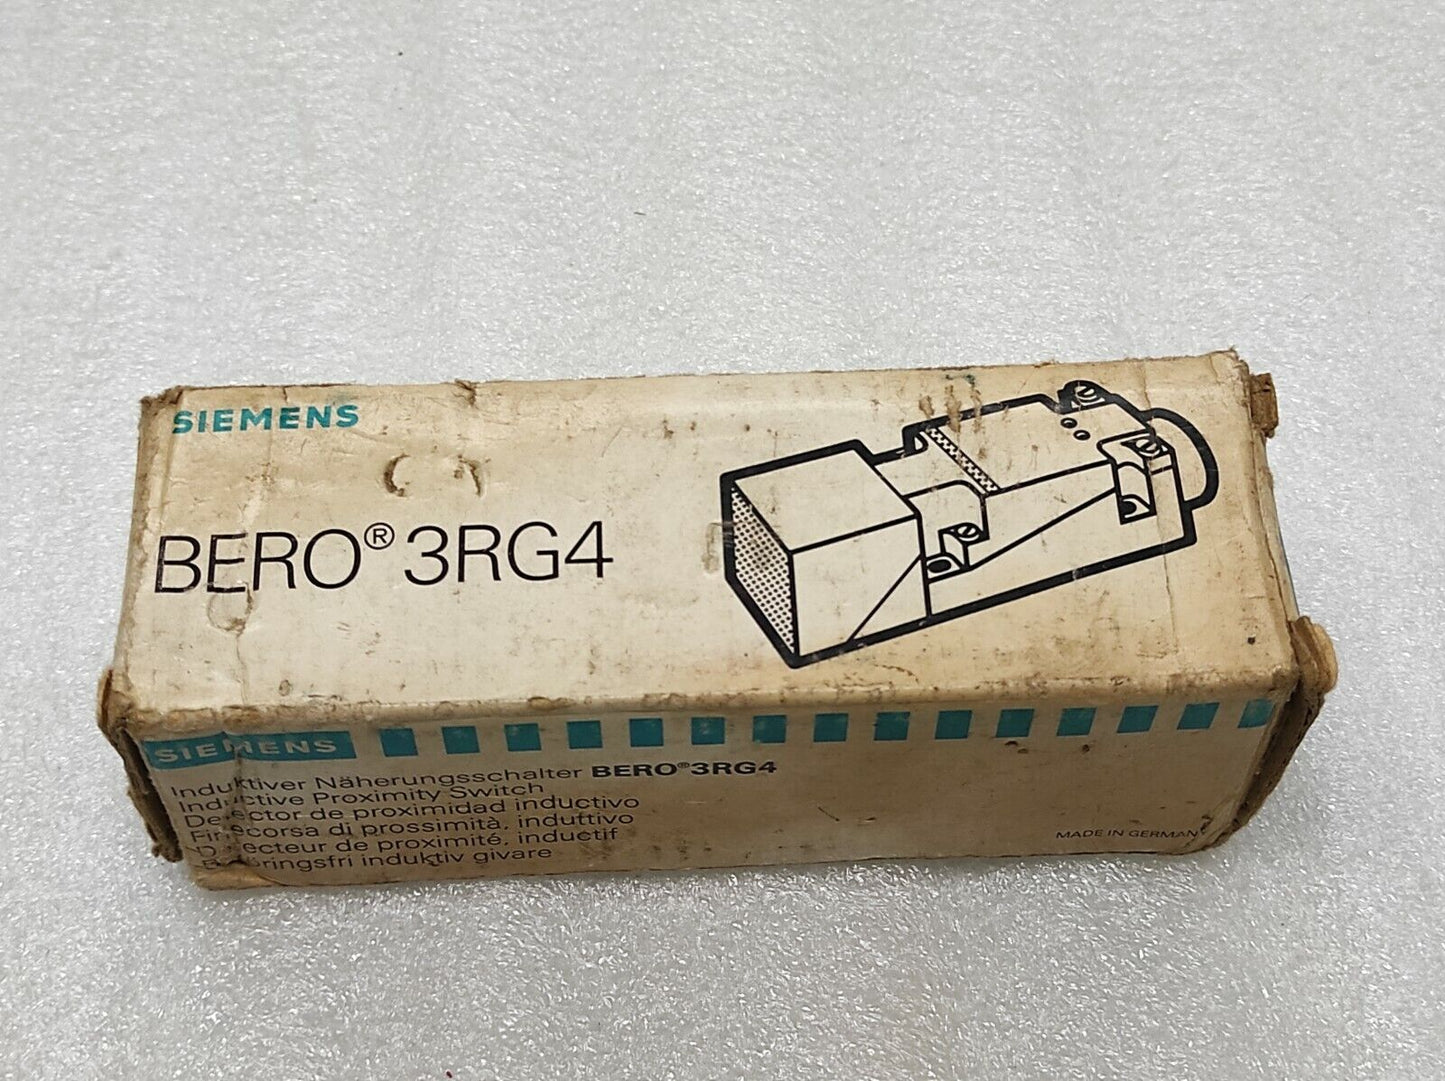 SIEMENS
BERO® 3RG4
SIEMENS
Induktiver Näherungsschalter BERO®3RG4
Inductive Proximity Switch
Detector de proximidad inductivo
Finecorsa di prossimità, induttivo
Détecteur de proximité, inductif
Beröringsfri induktiv givare
MADE IN GERMANY